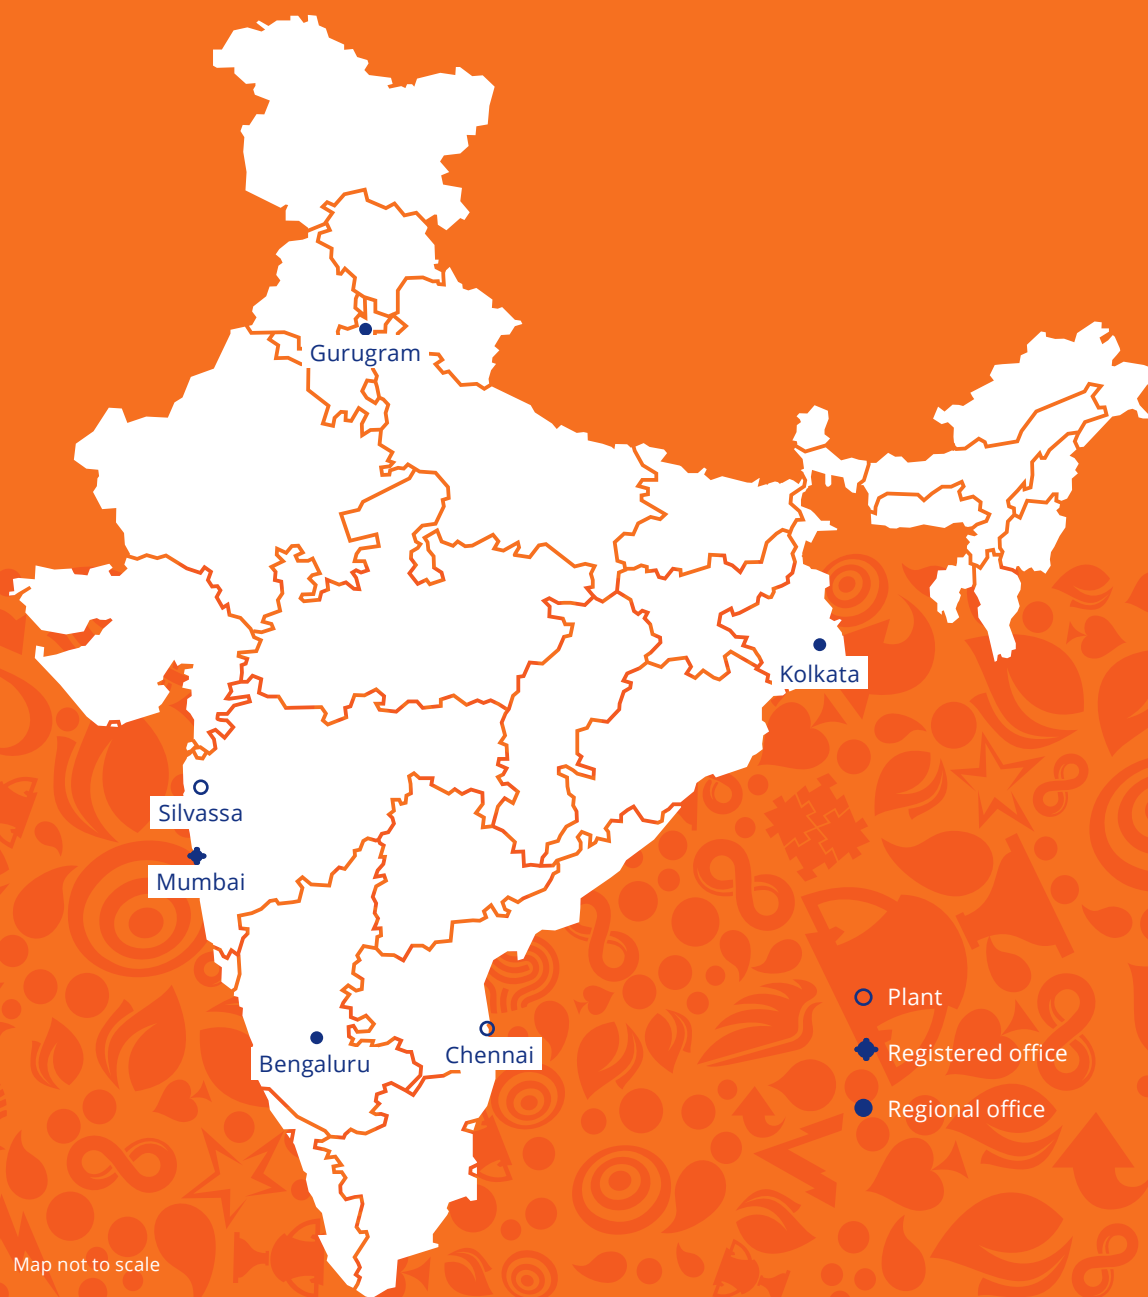 Gurugram
Kolkata
Silvassa
Mumbai
Plant
Registered office
Chennai
Bengaluru
Regional office
Map not to scale